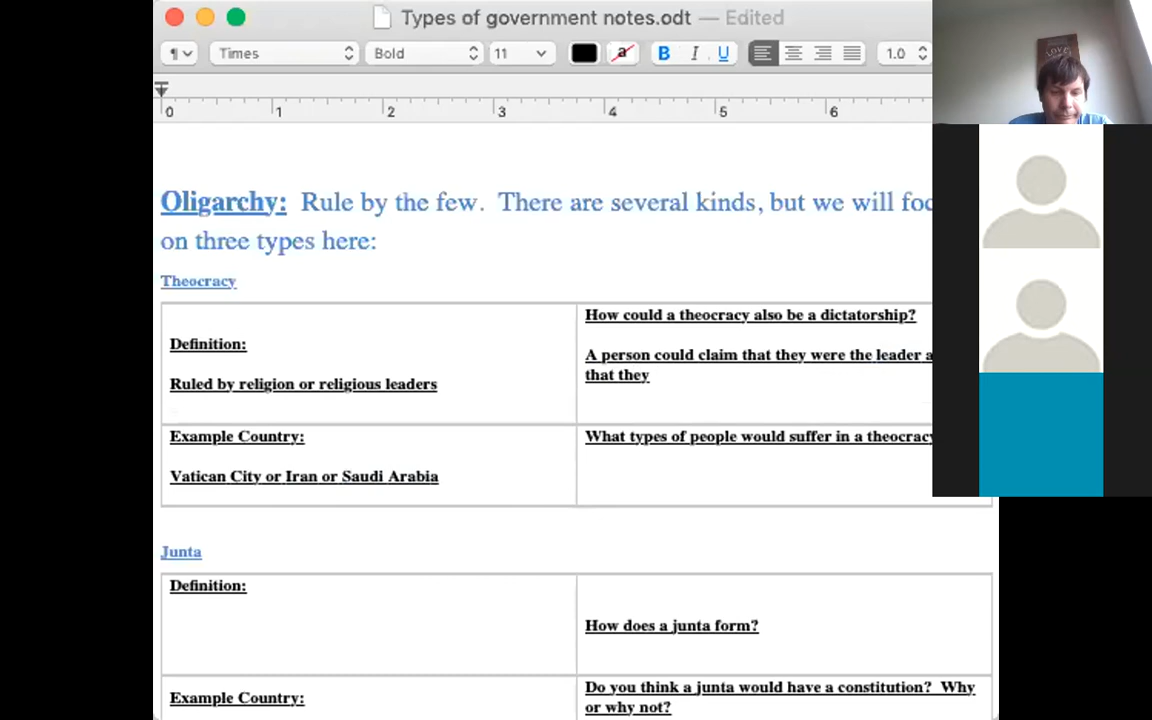 Types of government notes.odt — Edited
¶ Times Bold 11 a B I U 1.0
0 1 2 3 4 5 6
Oligarchy: Rule by the few. There are several kinds, but we will foc
on three types here:
Theocracy
How could a theocracy also be a dictatorship?
Definition:
A person could claim that they were the leader a
that they
Ruled by religion or religious leaders
Example Country:
What types of people would suffer in a theocracy
Vatican City or Iran or Saudi Arabia
Junta
Definition:
How does a junta form?
Do you think a junta would have a constitution? Why
or why not?
Example Country: